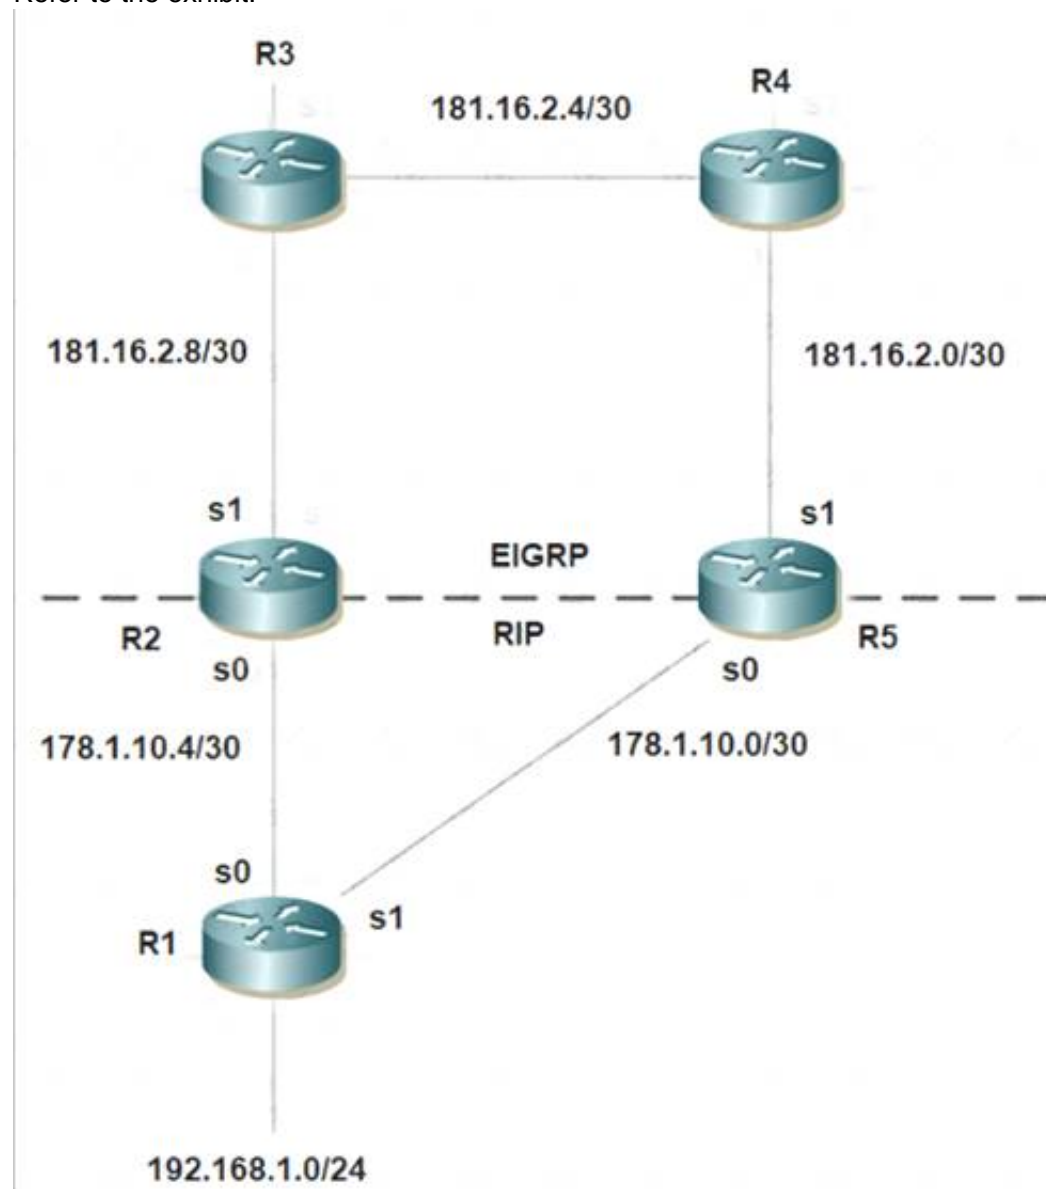 Refer to the exhibit.
R3
R4
181.16.2.4/30
181.16.2.8/30
181.16.2.0/30
s1
s1
EIGRP
RIP
R2
R5
s0
s0
178.1.10.4/30
178.1.10.0/30
s0
s1
R1
192.168.1.0/24